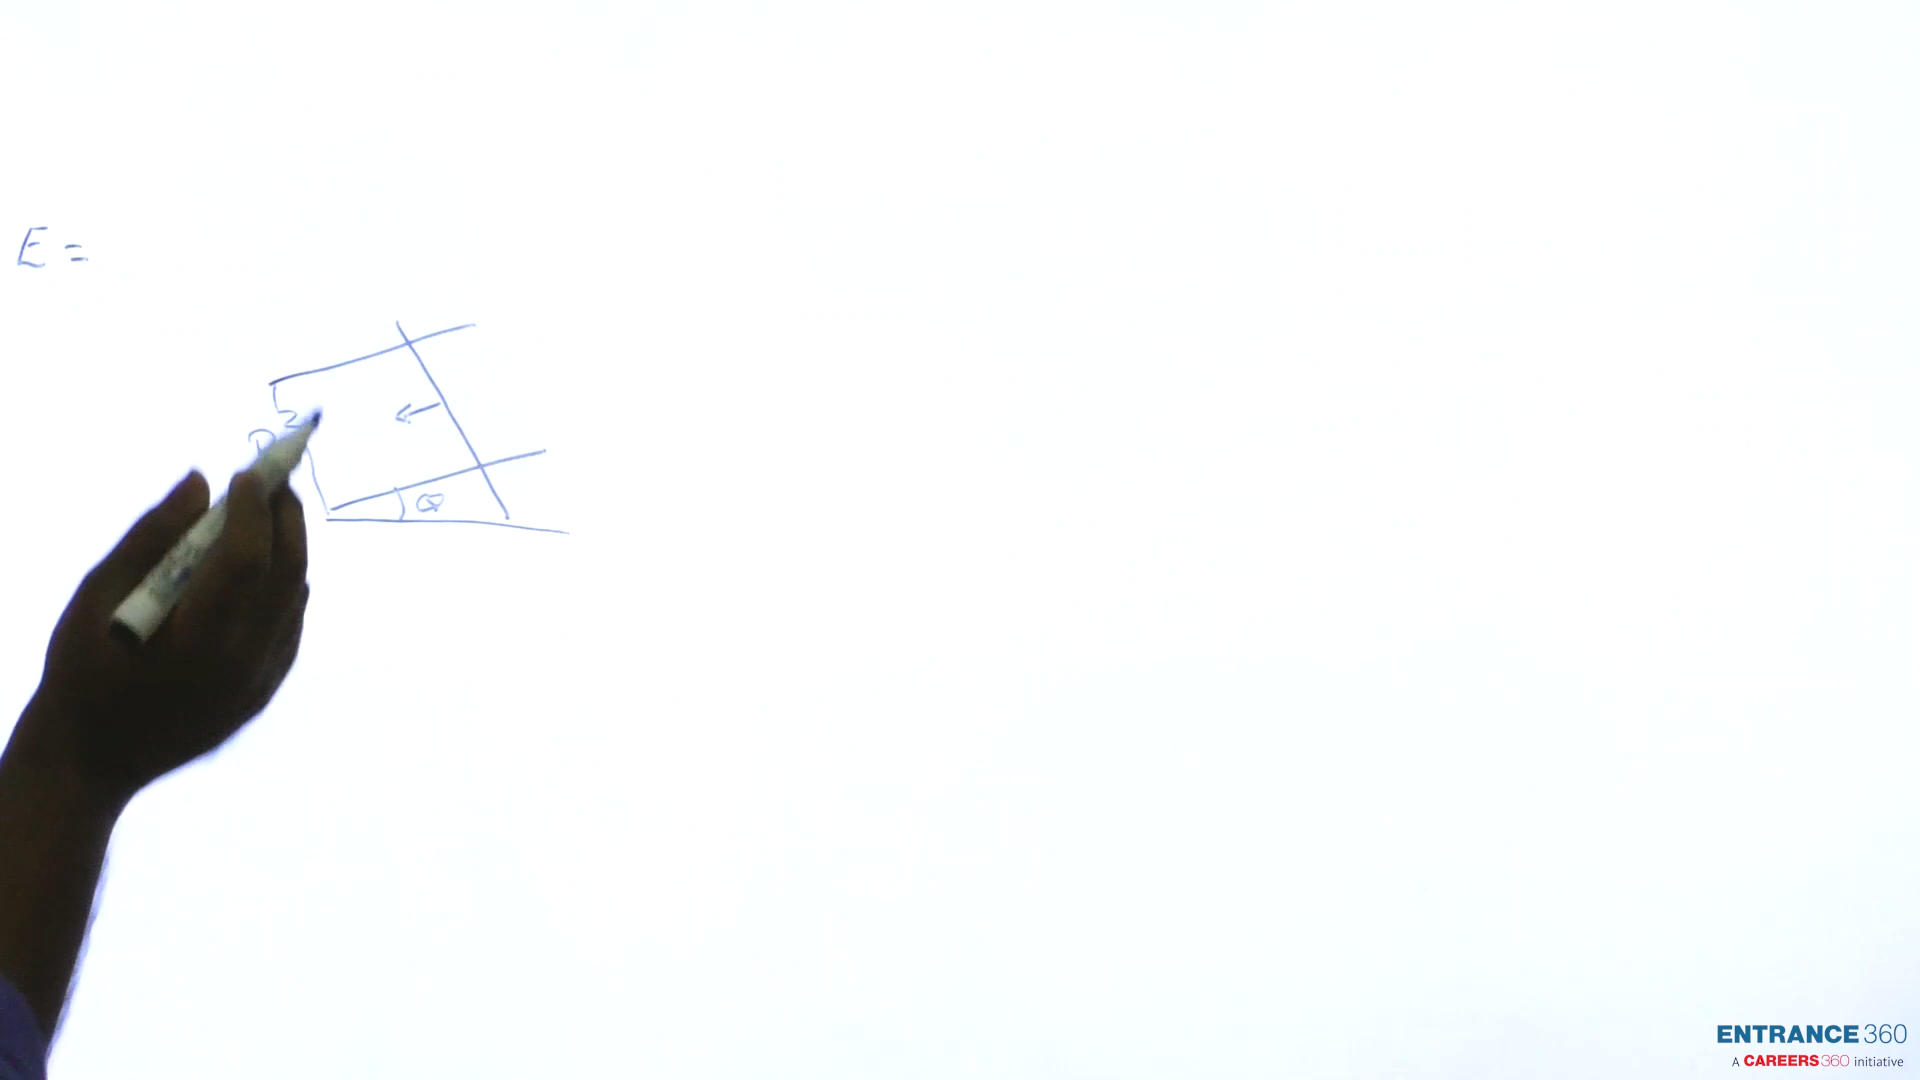 E =
R
θ
ENTRANCE 360
A CAREERS360 initiative